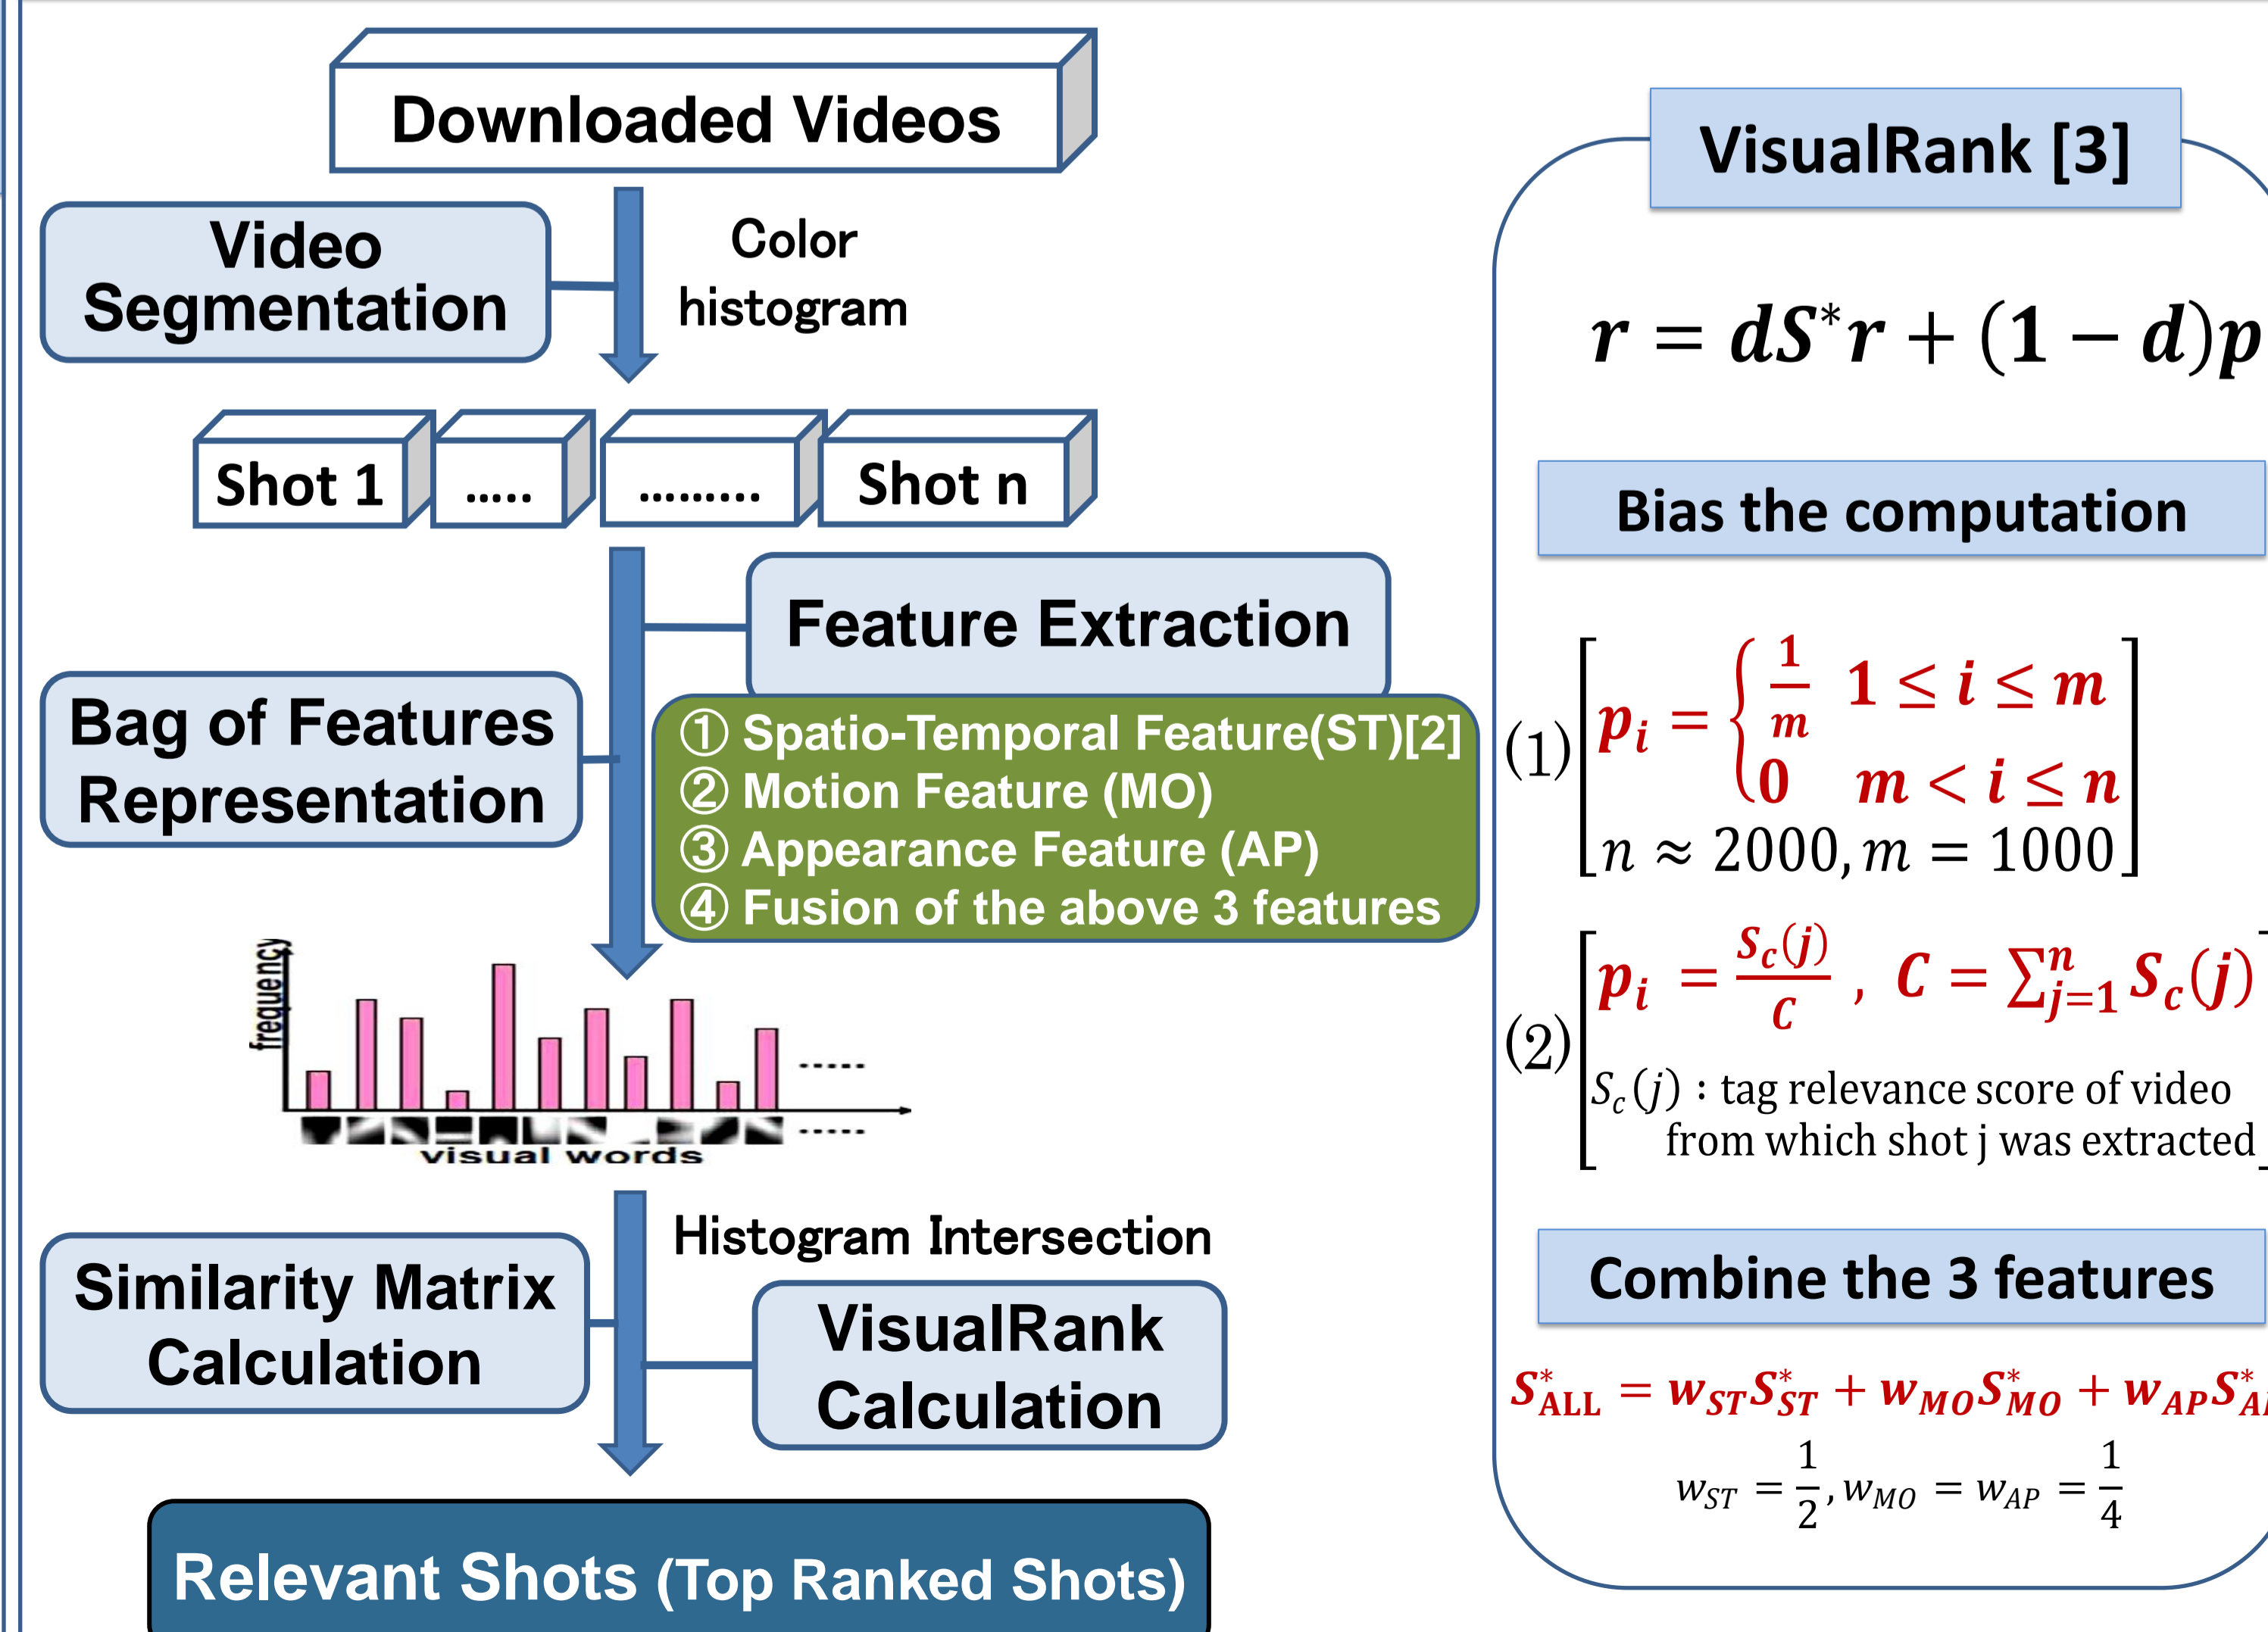 Downloaded Videos
Video
Segmentation
Color
histogram
Shot 1
.....
.........
Shot n
Feature Extraction
Bag of Features
Representation
① Spatio-Temporal Feature(ST)[2]
② Motion Feature (MO)
③ Appearance Feature (AP)
④ Fusion of the above 3 features
frequency
.....
.....
visual words
Histogram Intersection
Similarity Matrix
Calculation
VisualRank
Calculation
Relevant Shots (Top Ranked Shots)
VisualRank [3]
r = dS*r + (1 − d)p
Bias the computation
(1) [ p_i = { 1/m 1 ≤ i ≤ m
0 m < i ≤ n
n ≈ 2000, m = 1000 ]
(2) [ p_i = S_c(j)/C , C = ∑_{j=1}^{n} S_c(j)
S_c(j) : tag relevance score of video
from which shot j was extracted ]
Combine the 3 features
S*_ALL = w_ST S*_ST + w_MO S*_MO + w_AP S*_A
w_ST = 1/2, w_MO = w_AP = 1/4